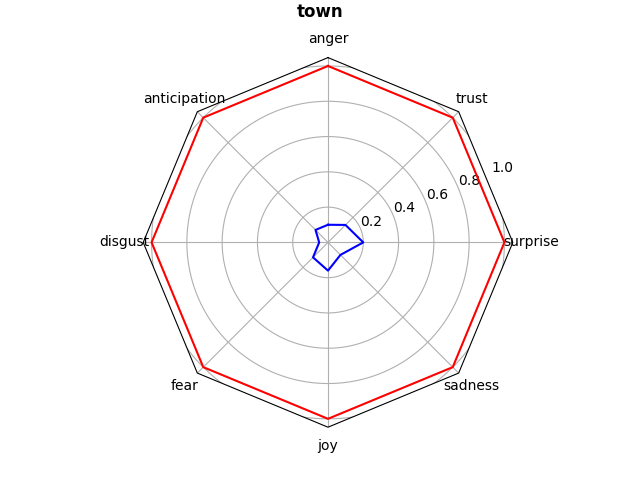 town
anger
anticipation
trust
1.0
0.8
0.6
0.4
0.2
disgust
surprise
fear
sadness
joy